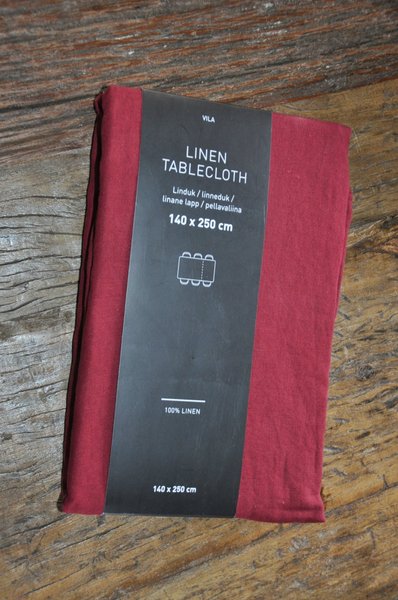 VILA
LINEN
TABLECLOTH
Linduk / linneduk /
linane lapp / pellavaliina
140 x 250 cm
100% LINEN
140 x 250 cm